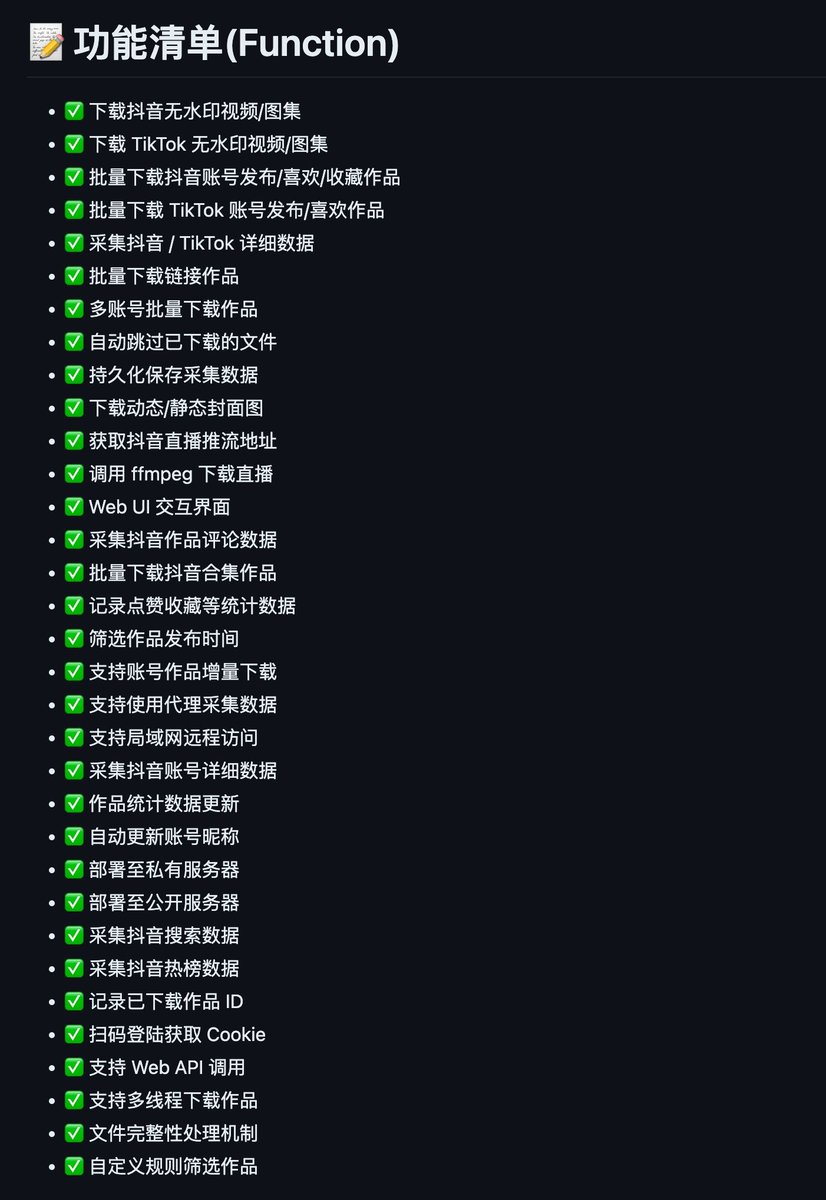 📝 功能清单(Function)
• ✅ 下载抖音无水印视频/图集
• ✅ 下载 TikTok 无水印视频/图集
• ✅ 批量下载抖音账号发布/喜欢/收藏作品
• ✅ 批量下载 TikTok 账号发布/喜欢作品
• ✅ 采集抖音 / TikTok 详细数据
• ✅ 批量下载链接作品
• ✅ 多账号批量下载作品
• ✅ 自动跳过已下载的文件
• ✅ 持久化保存采集数据
• ✅ 下载动态/静态封面图
• ✅ 获取抖音直播推流地址
• ✅ 调用 ffmpeg 下载直播
• ✅ Web UI 交互界面
• ✅ 采集抖音作品评论数据
• ✅ 批量下载抖音合集作品
• ✅ 记录点赞收藏等统计数据
• ✅ 筛选作品发布时间
• ✅ 支持账号作品增量下载
• ✅ 支持使用代理采集数据
• ✅ 支持局域网远程访问
• ✅ 采集抖音账号详细数据
• ✅ 作品统计数据更新
• ✅ 自动更新账号昵称
• ✅ 部署至私有服务器
• ✅ 部署至公开服务器
• ✅ 采集抖音搜索数据
• ✅ 采集抖音热榜数据
• ✅ 记录已下载作品 ID
• ✅ 扫码登陆获取 Cookie
• ✅ 支持 Web API 调用
• ✅ 支持多线程下载作品
• ✅ 文件完整性处理机制
• ✅ 自定义规则筛选作品